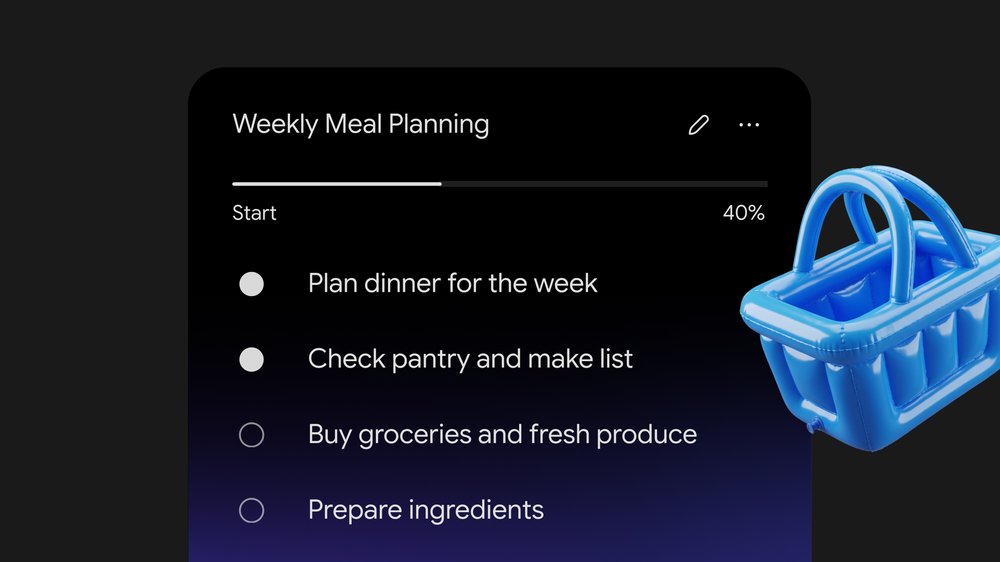 Weekly Meal Planning
Start
40%
Plan dinner for the week
Check pantry and make list
Buy groceries and fresh produce
Prepare ingredients